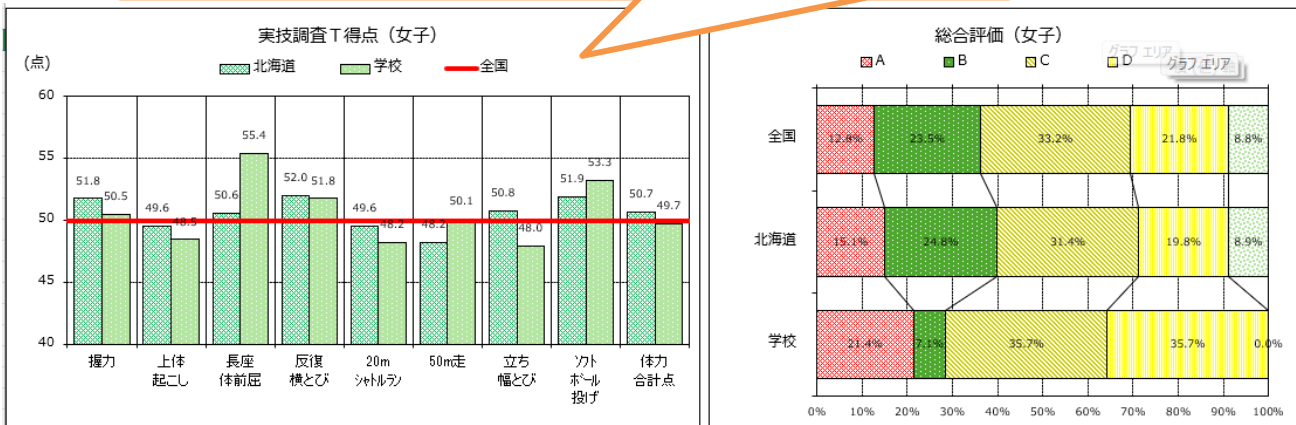 実技調査T得点（女子）
(点)
北海道 学校 全国
60
55
50
45
40
51.8 50.5
49.6 48.5
50.6 55.4
52.0 51.8
49.6 48.2
48.2 50.1
50.8 48.0
51.9 53.3
50.7 49.7
握力
上体
起こし
長座
体前屈
反復
横とび
20m
シャトルラン
50m走
立ち
幅とび
ソフト
ボール
投げ
体力
合計点
総合評価（女子）
A B C D
グラフ エリア
グラフ エリア
全国
12.8% 23.5% 33.2% 21.8% 8.8%
北海道
15.1% 24.8% 31.4% 19.8% 8.9%
学校
21.4% 7.1% 35.7% 35.7% 0.0%
0% 10% 20% 30% 40% 50% 60% 70% 80% 90% 100%